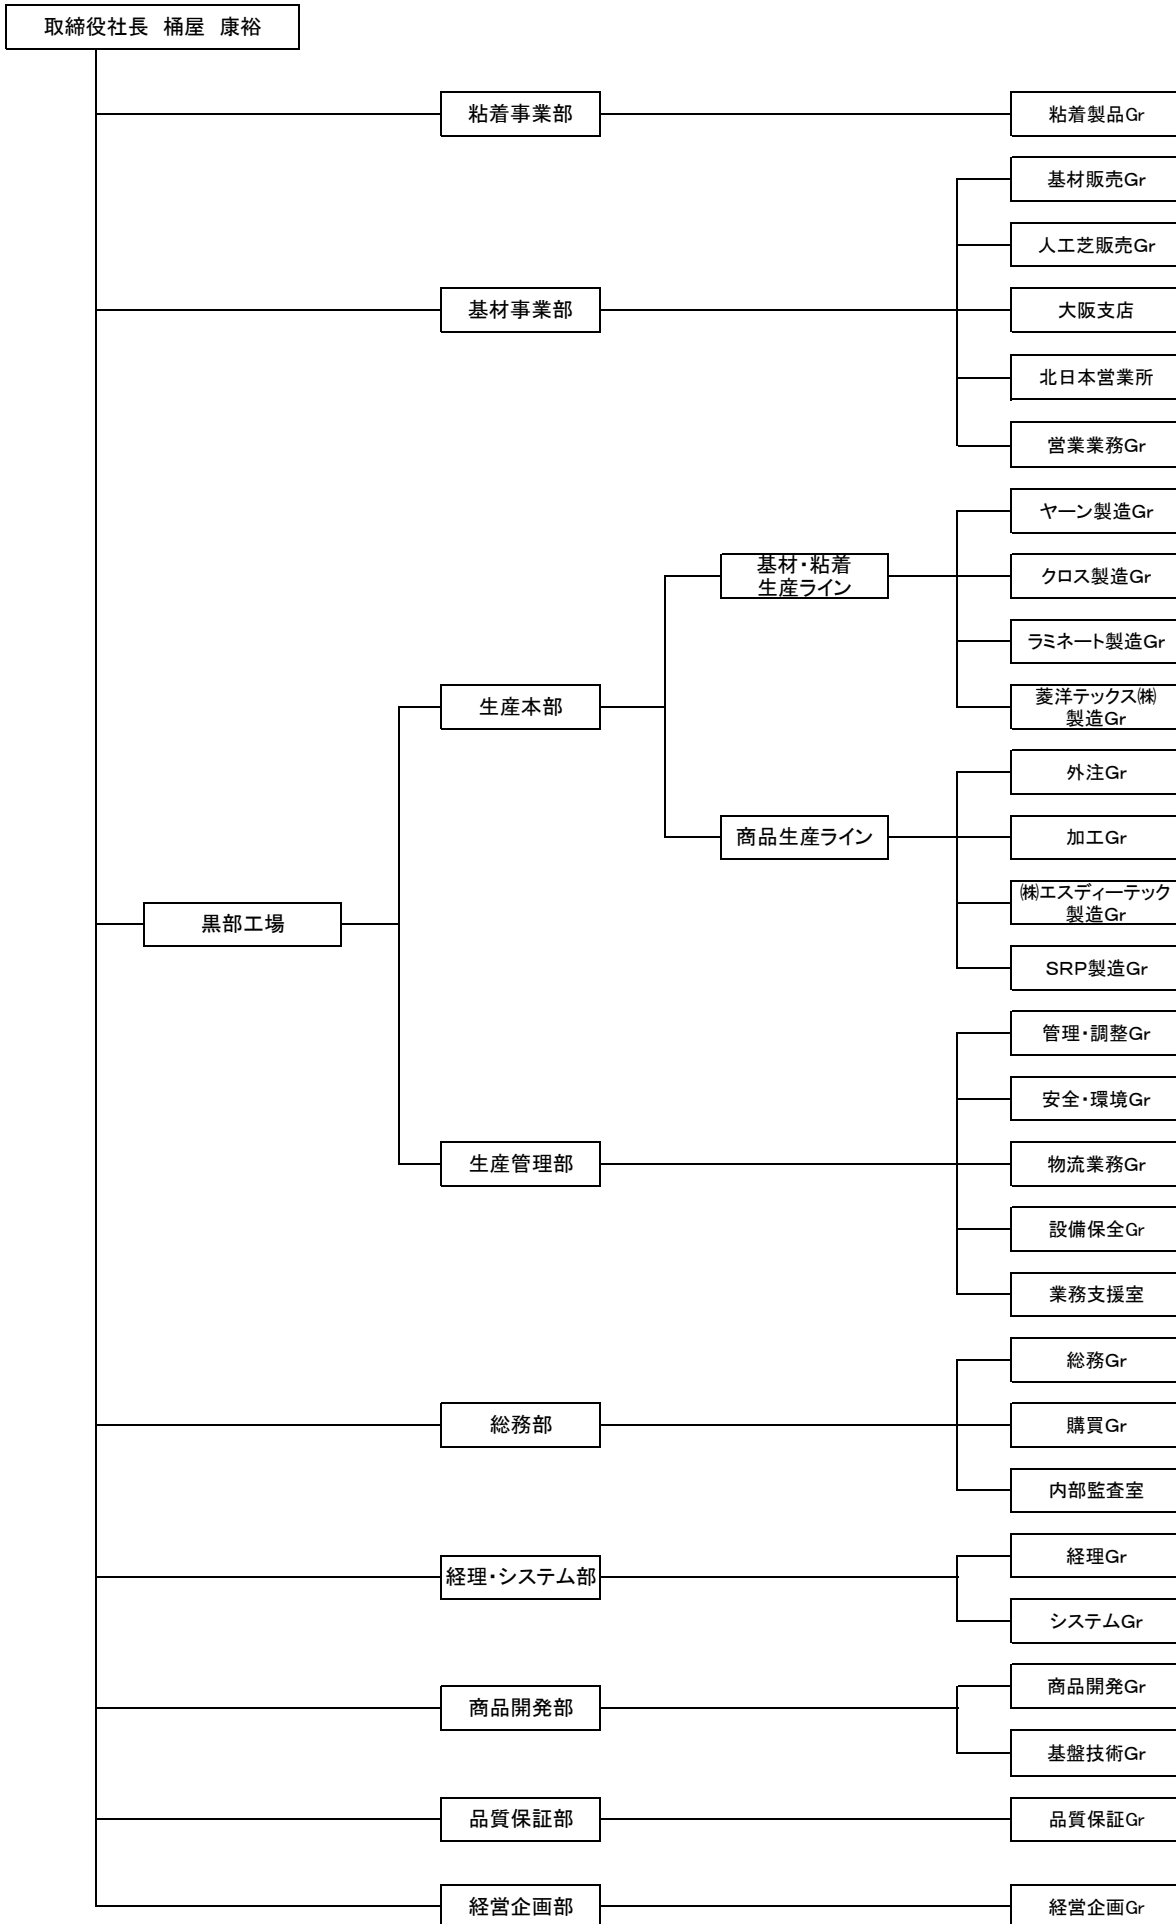 取締役社長　桶屋　康裕
粘着事業部
粘着製品Gr
基材販売Gr
人工芝販売Gr
基材事業部
大阪支店
北日本営業所
営業業務Gr
ヤーン製造Gr
基材・粘着
生産ライン
クロス製造Gr
ラミネート製造Gr
生産本部
菱洋テックス㈱
製造Gr
外注Gr
商品生産ライン
加工Gr
黒部工場
㈱エスディーテック
製造Gr
SRP製造Gr
管理・調整Gr
安全・環境Gr
生産管理部
物流業務Gr
設備保全Gr
業務支援室
総務Gr
総務部
購買Gr
内部監査室
経理Gr
経理・システム部
システムGr
商品開発Gr
商品開発部
基盤技術Gr
品質保証部
品質保証Gr
経営企画部
経営企画Gr